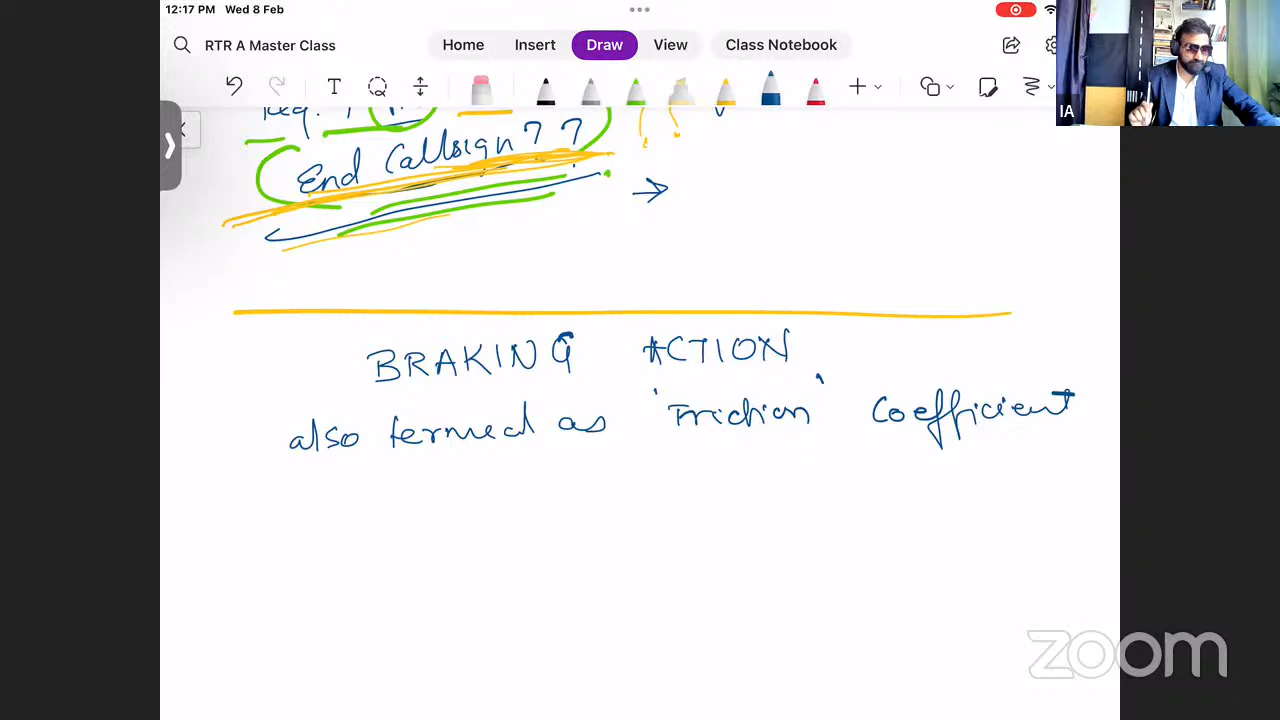 12:17 PM Wed 8 Feb
RTR A Master Class
Home Insert Draw View Class Notebook
IA
End Callsign ? ?
BRAKING ACTION
also termed as 'Friction' Coefficient
zoom